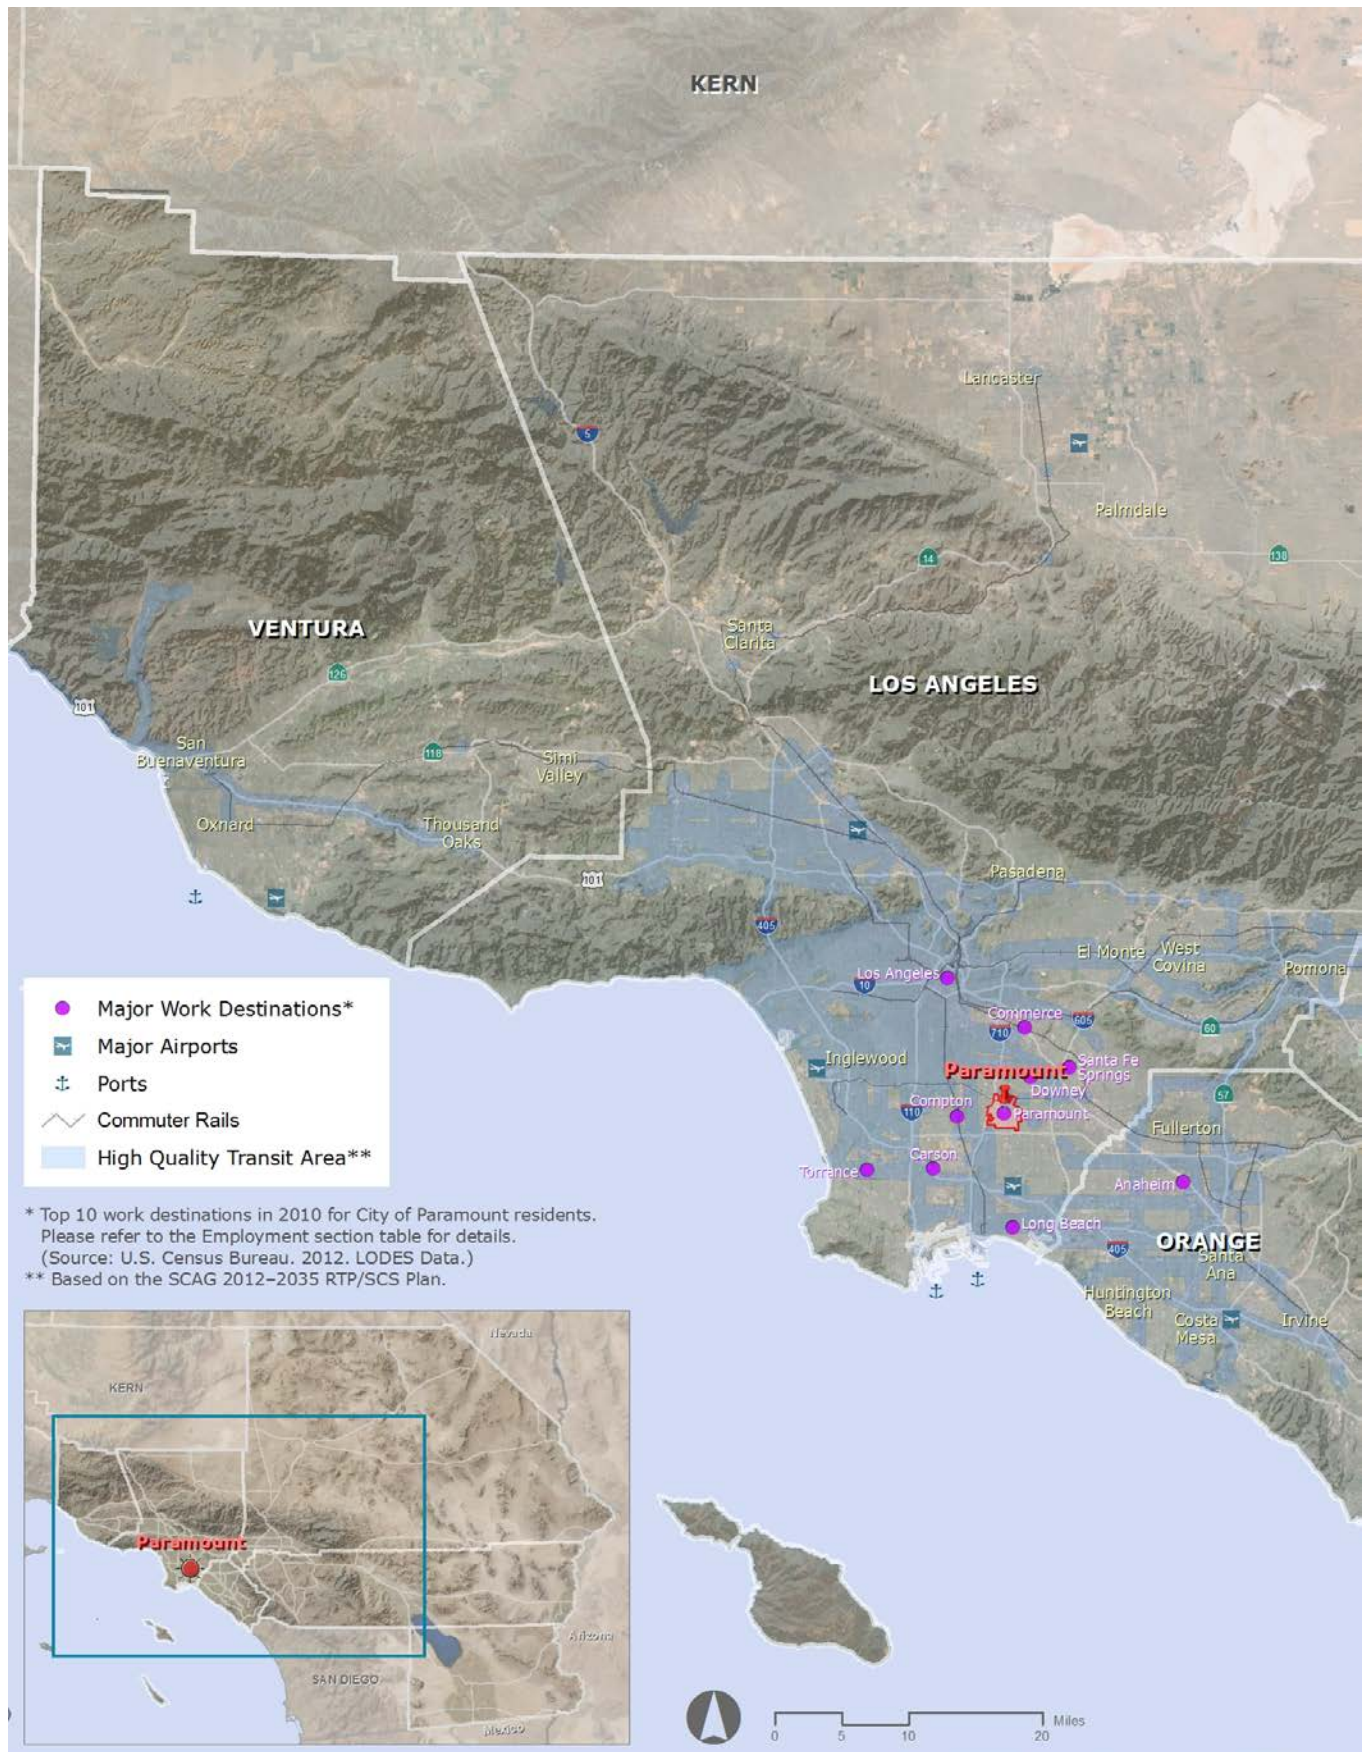 KERN
Lancaster
5
Palmdale
14
138
Santa
Clarita
VENTURA
126
LOS ANGELES
101
San
Buenaventura
118
Simi
Valley
Oxnard
Thousand
Oaks
101
Pasadena
405
El Monte
West
Covina
Pomona
Los Angeles
10
Commerce
710
605
60
Inglewood
Paramount
Santa Fe
Springs
Downey
57
Compton
110
Paramount
Fullerton
Carson
Torrance
Anaheim
Long Beach
405
ORANGE
Santa
Ana
Huntington
Beach
Costa
Mesa
Irvine
Major Work Destinations*
Major Airports
Ports
Commuter Rails
High Quality Transit Area**
* Top 10 work destinations in 2010 for City of Paramount residents.
Please refer to the Employment section table for details.
(Source: U.S. Census Bureau. 2012. LODES Data.)
** Based on the SCAG 2012–2035 RTP/SCS Plan.
Nevada
KERN
Paramount
Arizona
SAN DIEGO
Mexico
0 5 10 20 Miles